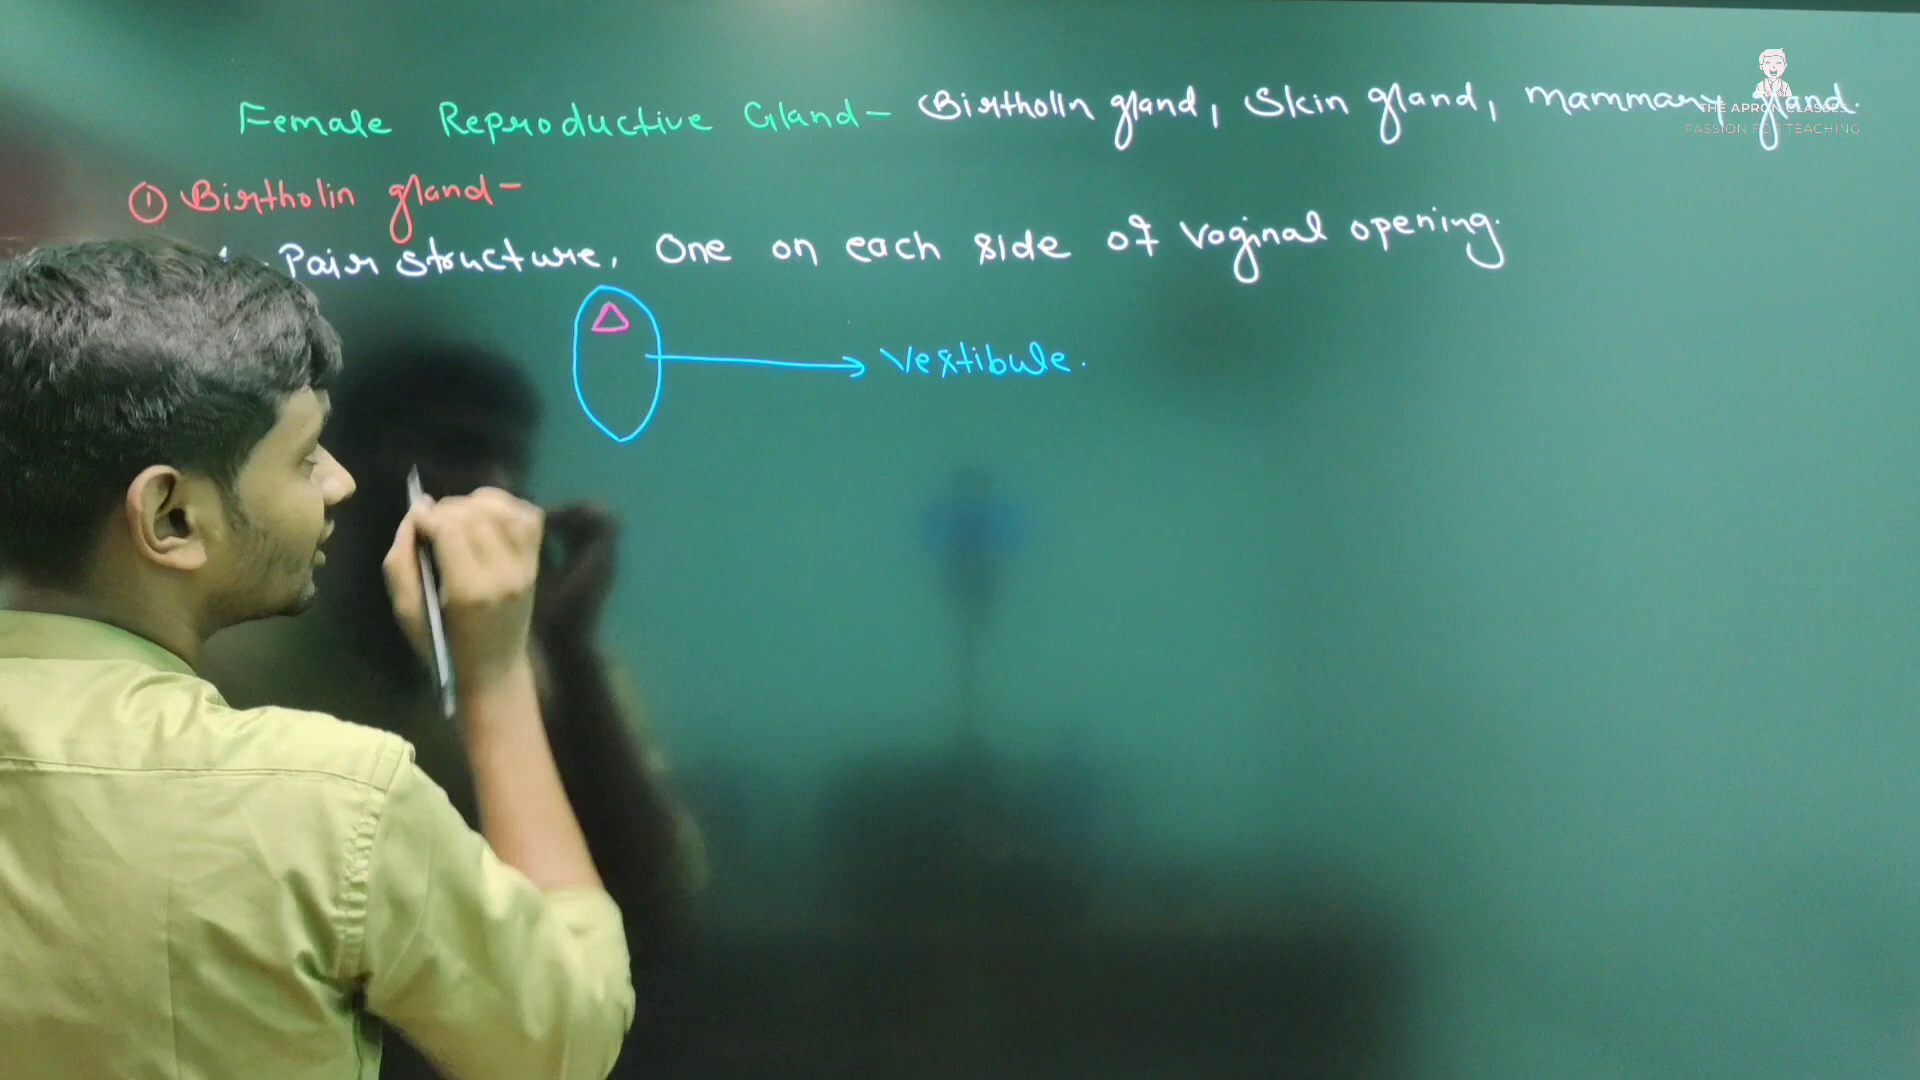 Female Reproductive Gland- Birtholin gland, Skin gland, mammary gland.
THE APRON CLASSES
PASSION FOR TEACHING
① Birtholin gland-
Pair structure, One on each side of vaginal opening.
Vestibule.